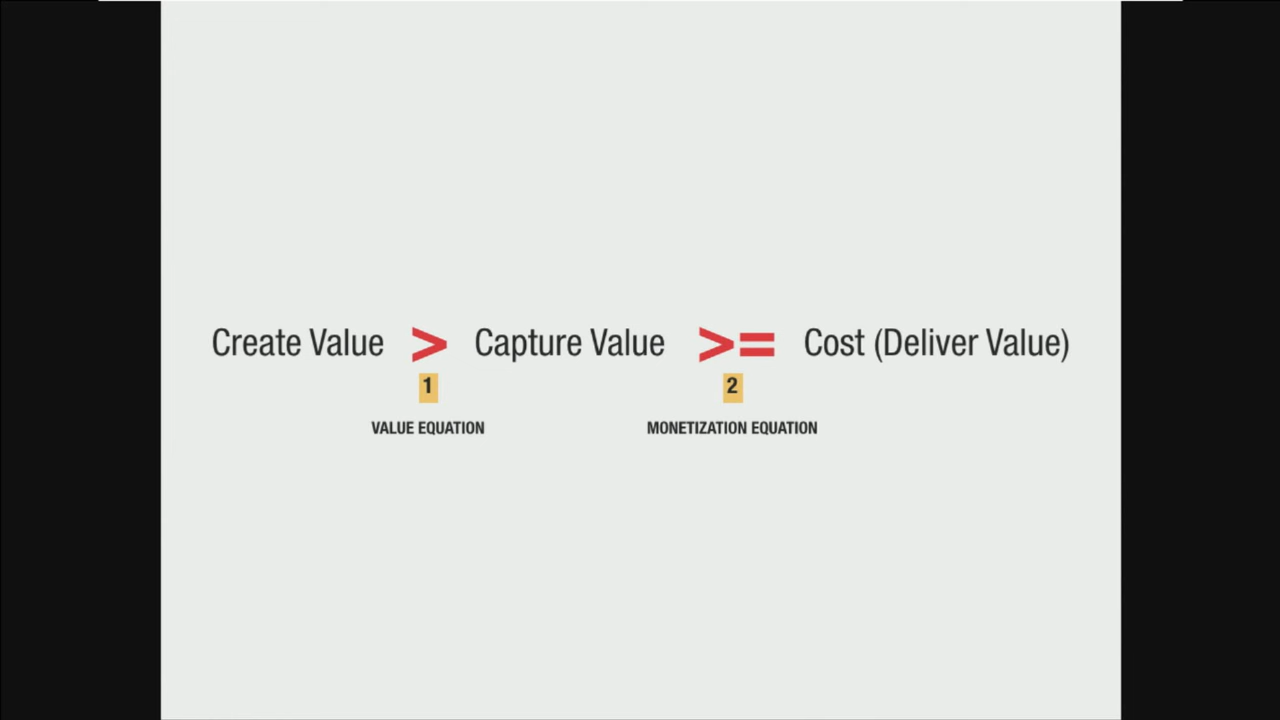 Create Value > Capture Value >= Cost (Deliver Value)
1 2
VALUE EQUATION MONETIZATION EQUATION